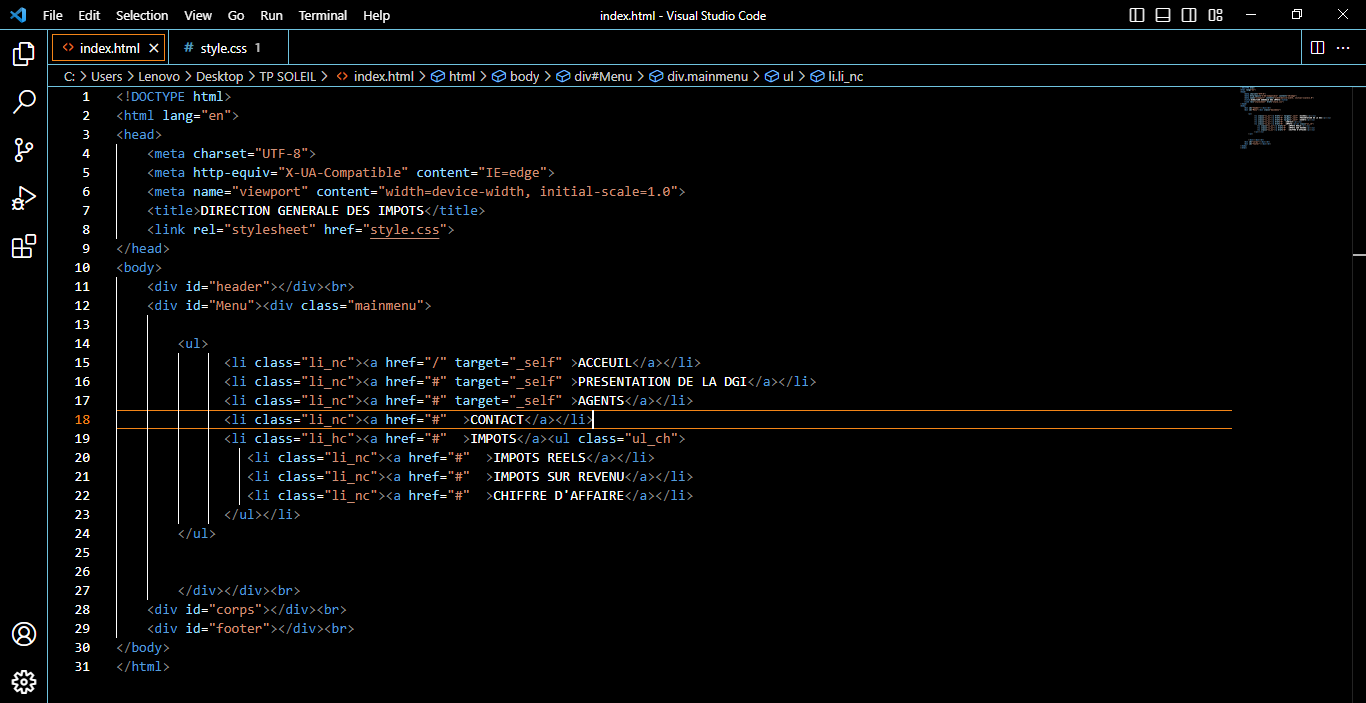 File Edit Selection View Go Run Terminal Help index.html - Visual Studio Code
<> index.html # style.css 1
C: > Users > Lenovo > Desktop > TP SOLEIL > <> index.html > html > body > div#Menu > div.mainmenu > ul > li.li_nc
1 <!DOCTYPE html>
2 <html lang="en">
3 <head>
4 <meta charset="UTF-8">
5 <meta http-equiv="X-UA-Compatible" content="IE=edge">
6 <meta name="viewport" content="width=device-width, initial-scale=1.0">
7 <title>DIRECTION GENERALE DES IMPOTS</title>
8 <link rel="stylesheet" href="style.css">
9 </head>
10 <body>
11 <div id="header"></div><br>
12 <div id="Menu"><div class="mainmenu">
13
14 <ul>
15 <li class="li_nc"><a href="/" target="_self" >ACCEUIL</a></li>
16 <li class="li_nc"><a href="#" target="_self" >PRESENTATION DE LA DGI</a></li>
17 <li class="li_nc"><a href="#" target="_self" >AGENTS</a></li>
18 <li class="li_nc"><a href="#"  >CONTACT</a></li>
19 <li class="li_hc"><a href="#"  >IMPOTS</a><ul class="ul_ch">
20 <li class="li_nc"><a href="#"  >IMPOTS REELS</a></li>
21 <li class="li_nc"><a href="#"  >IMPOTS SUR REVENU</a></li>
22 <li class="li_nc"><a href="#"  >CHIFFRE D'AFFAIRE</a></li>
23 </ul></li>
24 </ul>
25
26
27 </div></div><br>
28 <div id="corps"></div><br>
29 <div id="footer"></div><br>
30 </body>
31 </html>